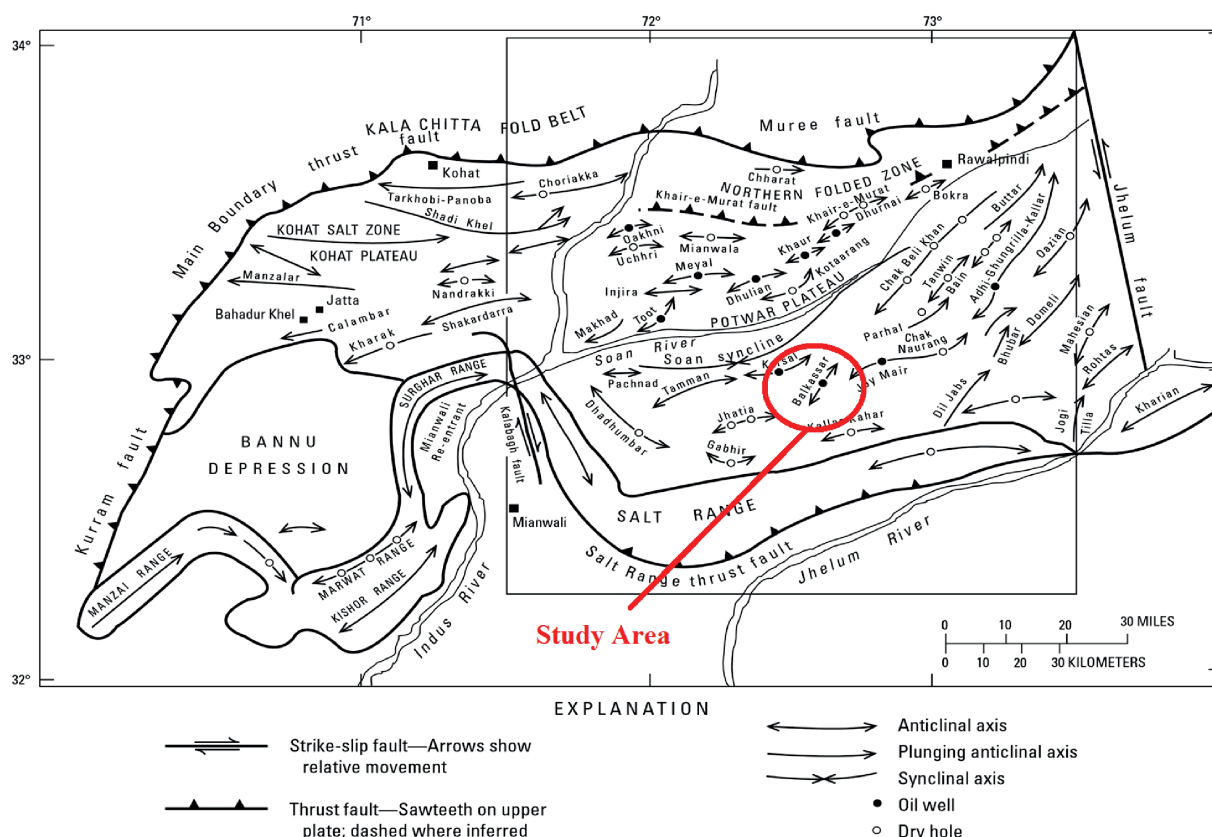 71°
72°
73°
34°
33°
32°
KALA CHITTA FOLD BELT
Muree fault
Main Boundary thrust fault
Kohat
Rawalpindi
Choriakka
Chharat
NORTHERN FOLDED ZONE
Tarkhobi-Panoba
Shadi Khel
Khair-e-Murat fault
Khair-e-Murat
Dhurnai
Bokra
Buttar
Jhelum fault
KOHAT SALT ZONE
KOHAT PLATEAU
Oakhni
Uchhri
Mianwala
Khaur
Kotaarang
Chak Beli Khan
Tanwin
Bain
Adhi-Ghungrilla-Kallar
Qazian
Manzalar
Nandrakki
Meyal
Injira
Dhulian
POTWAR PLATEAU
Jatta
Bahadur Khel
Calambar
Kharak
Shakardarra
Makhad
Toot
Parhal
Chak Naurang
Bhubar
Domeli
Mahesian
Rohtas
Soan River
Soan syncline
Pachnad
Tamman
Karsal
Balkassar
Joy Mair
SURGHAR RANGE
Mianwali Re-entrant
Kalabagh fault
Dhadhumbar
Jhatia
Gabhir
Kallar Kahar
Dil Jabs
Jogi Tilla
Kharian
BANNU
DEPRESSION
Kurram fault
Mianwali
SALT RANGE
Salt Range thrust fault
Jhelum River
MANZAI RANGE
MARWAT RANGE
KISHOR RANGE
Indus River
Study Area
0 10 20 30 MILES
0 10 20 30 KILOMETERS
EXPLANATION
Strike-slip fault—Arrows show
relative movement
Thrust fault—Sawteeth on upper
plate; dashed where inferred
Anticlinal axis
Plunging anticlinal axis
Synclinal axis
Oil well
Dry hole